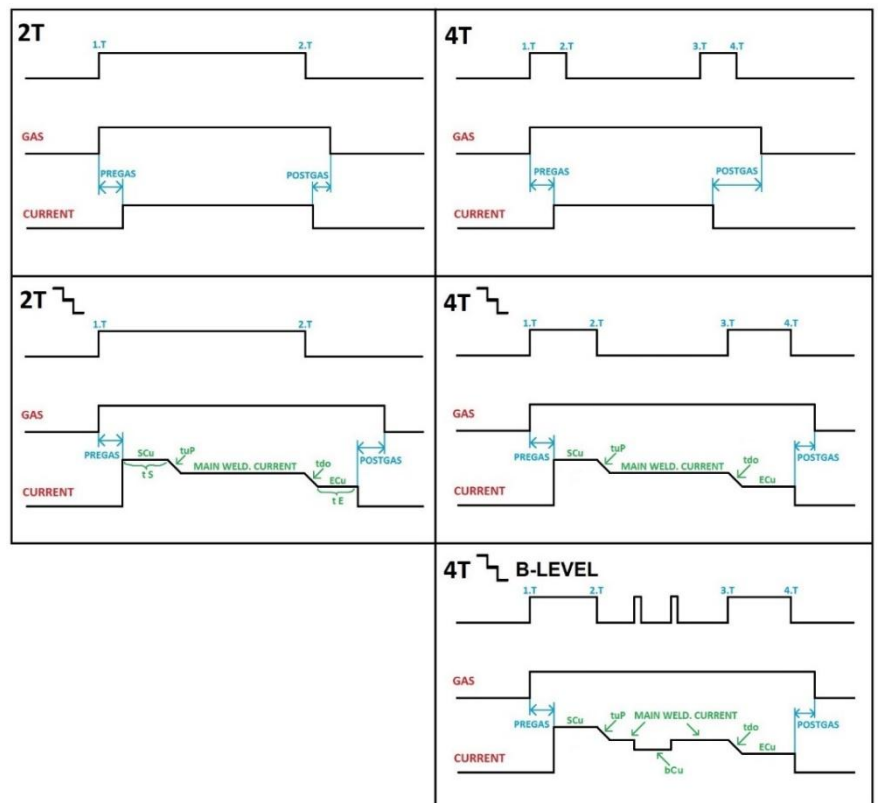 2T
1.T 2.T
GAS
PREGAS POSTGAS
CURRENT
4T
1.T 2.T 3.T 4.T
GAS
PREGAS POSTGAS
CURRENT
2T
1.T 2.T
GAS
PREGAS SCu tuP MAIN WELD. CURRENT tdo POSTGAS
t S ECu
CURRENT t E
4T
1.T 2.T 3.T 4.T
GAS
PREGAS SCu tuP MAIN WELD. CURRENT tdo POSTGAS
CURRENT ECu
4T B-LEVEL
1.T 2.T 3.T 4.T
GAS
PREGAS SCu tuP MAIN WELD. CURRENT tdo POSTGAS
CURRENT bCu ECu